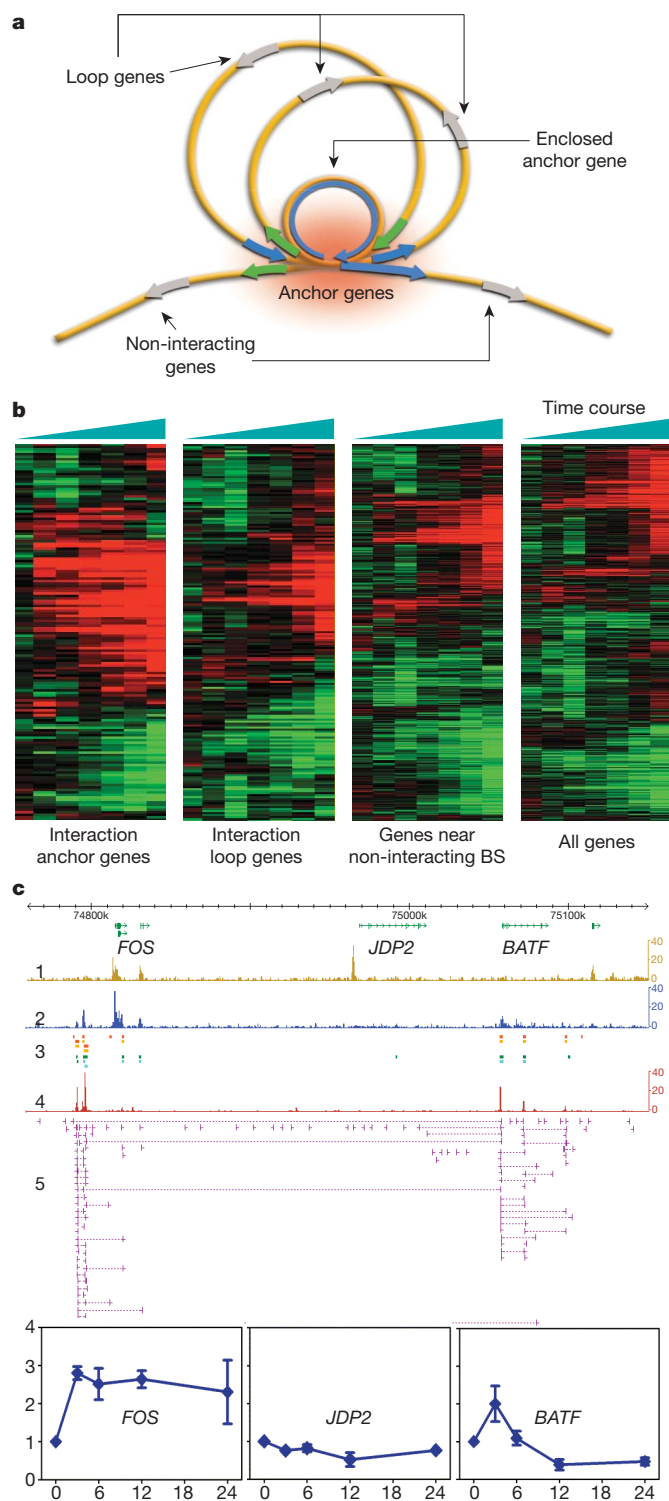 a
Loop genes
Enclosed
anchor gene
Anchor genes
Non-interacting
genes
b
Time course
Interaction
anchor genes
Interaction
loop genes
Genes near
non-interacting BS
All genes
c
74800k 75000k 75100k
FOS JDP2 BATF
40
20
0
1
40
20
0
2
3
40
20
0
4
5
4
3
2
1
0
FOS JDP2 BATF
0 6 12 18 24 0 6 12 18 24 0 6 12 18 24